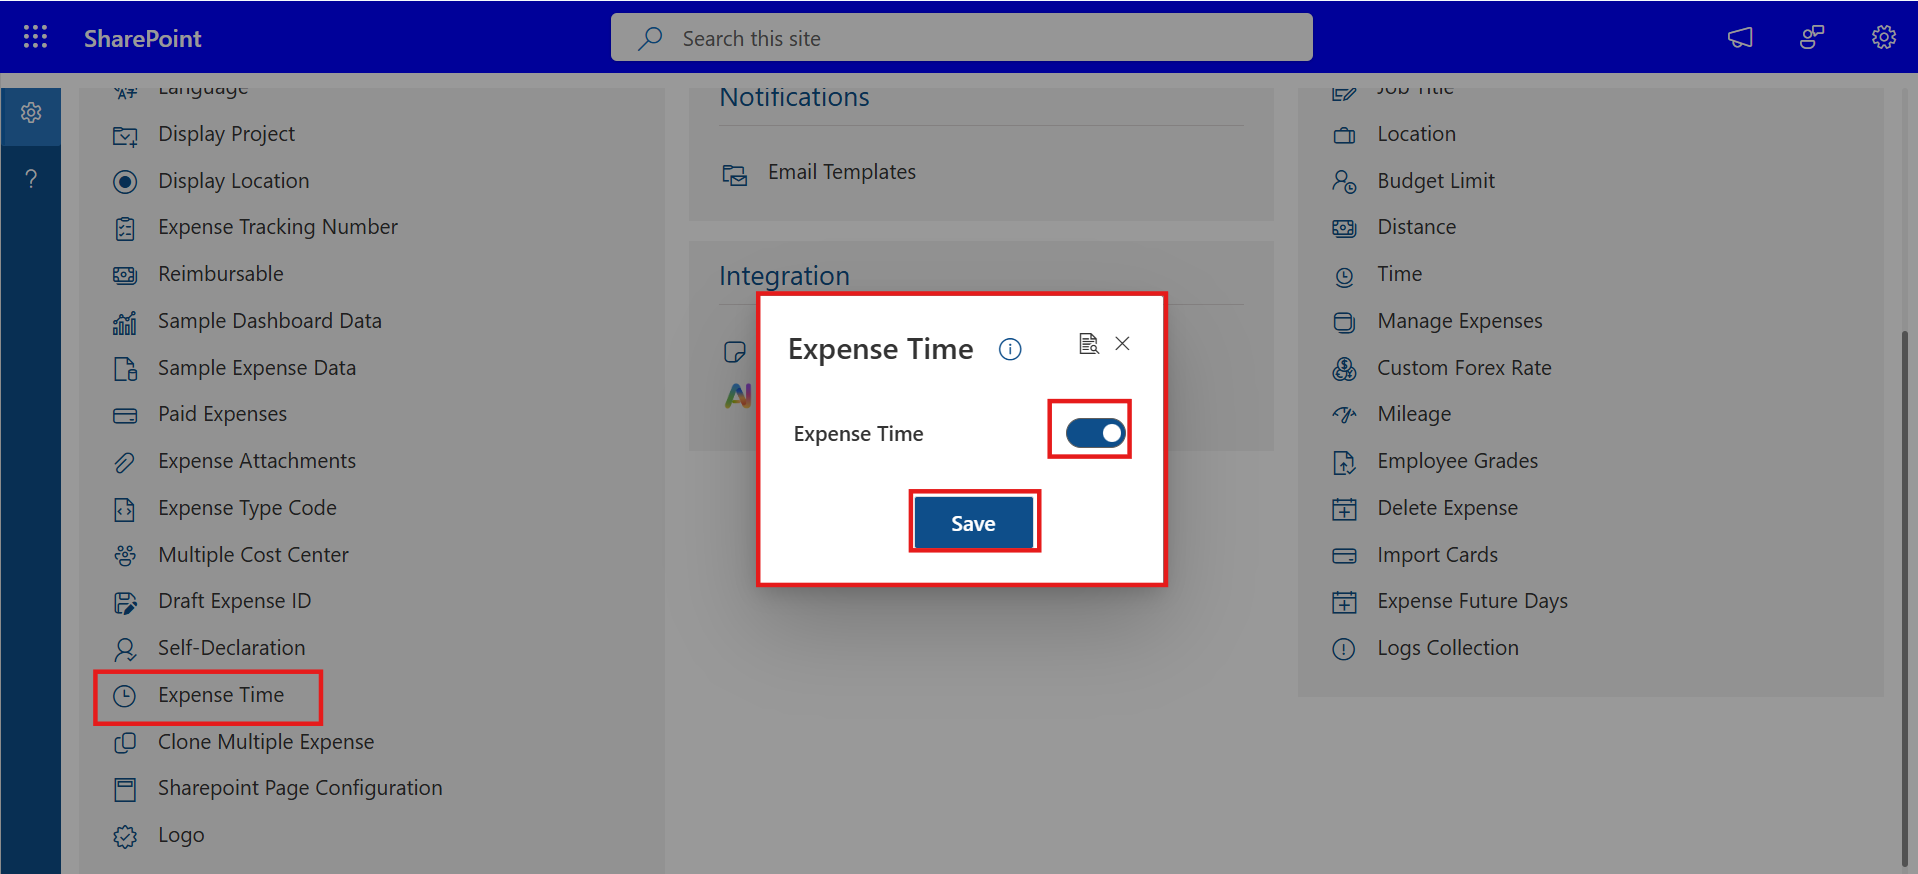 SharePoint
Search this site
Language
Display Project
Display Location
Expense Tracking Number
Reimbursable
Sample Dashboard Data
Sample Expense Data
Paid Expenses
Expense Attachments
Expense Type Code
Multiple Cost Center
Draft Expense ID
Self-Declaration
Expense Time
Clone Multiple Expense
Sharepoint Page Configuration
Logo
Notifications
Email Templates
Integration
AI
Expense Time
Expense Time
Save
Job Title
Location
Budget Limit
Distance
Time
Manage Expenses
Custom Forex Rate
Mileage
Employee Grades
Delete Expense
Import Cards
Expense Future Days
Logs Collection